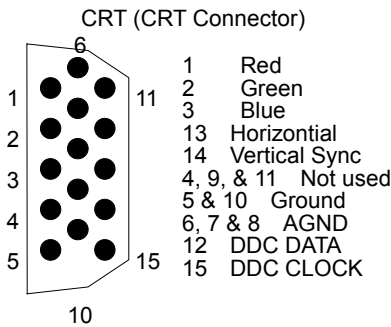 CRT (CRT Connector)
6
1
11
2
3
4
5
15
10
1 Red
2 Green
3 Blue
13 Horizontial
14 Vertical Sync
4, 9, & 11 Not used
5 & 10 Ground
6, 7 & 8 AGND
12 DDC DATA
15 DDC CLOCK